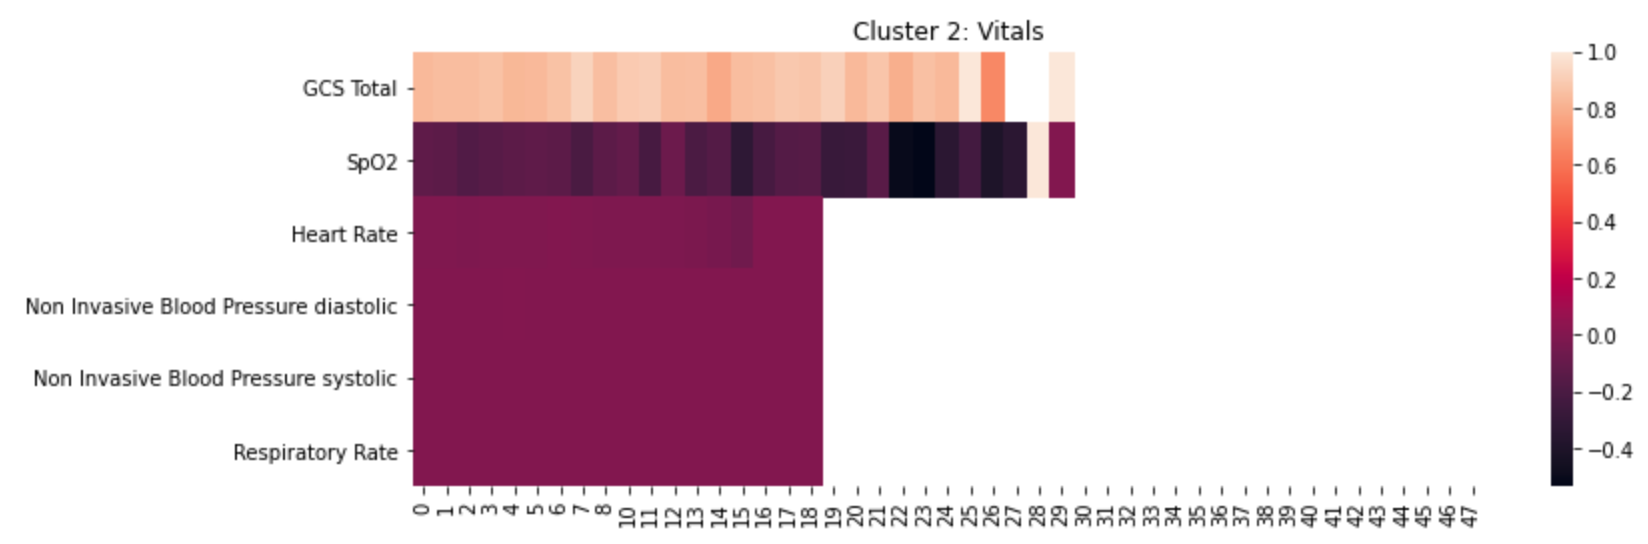 Cluster 2: Vitals
GCS Total
SpO2
Heart Rate
Non Invasive Blood Pressure diastolic
Non Invasive Blood Pressure systolic
Respiratory Rate
0 1 2 3 4 5 6 7 8 10 11 12 13 14 15 16 17 18 19 20 21 22 23 24 25 26 27 28 29 30 31 32 33 34 35 36 37 38 39 40 41 42 43 44 45 46 47
1.0
0.8
0.6
0.4
0.2
0.0
−0.2
−0.4